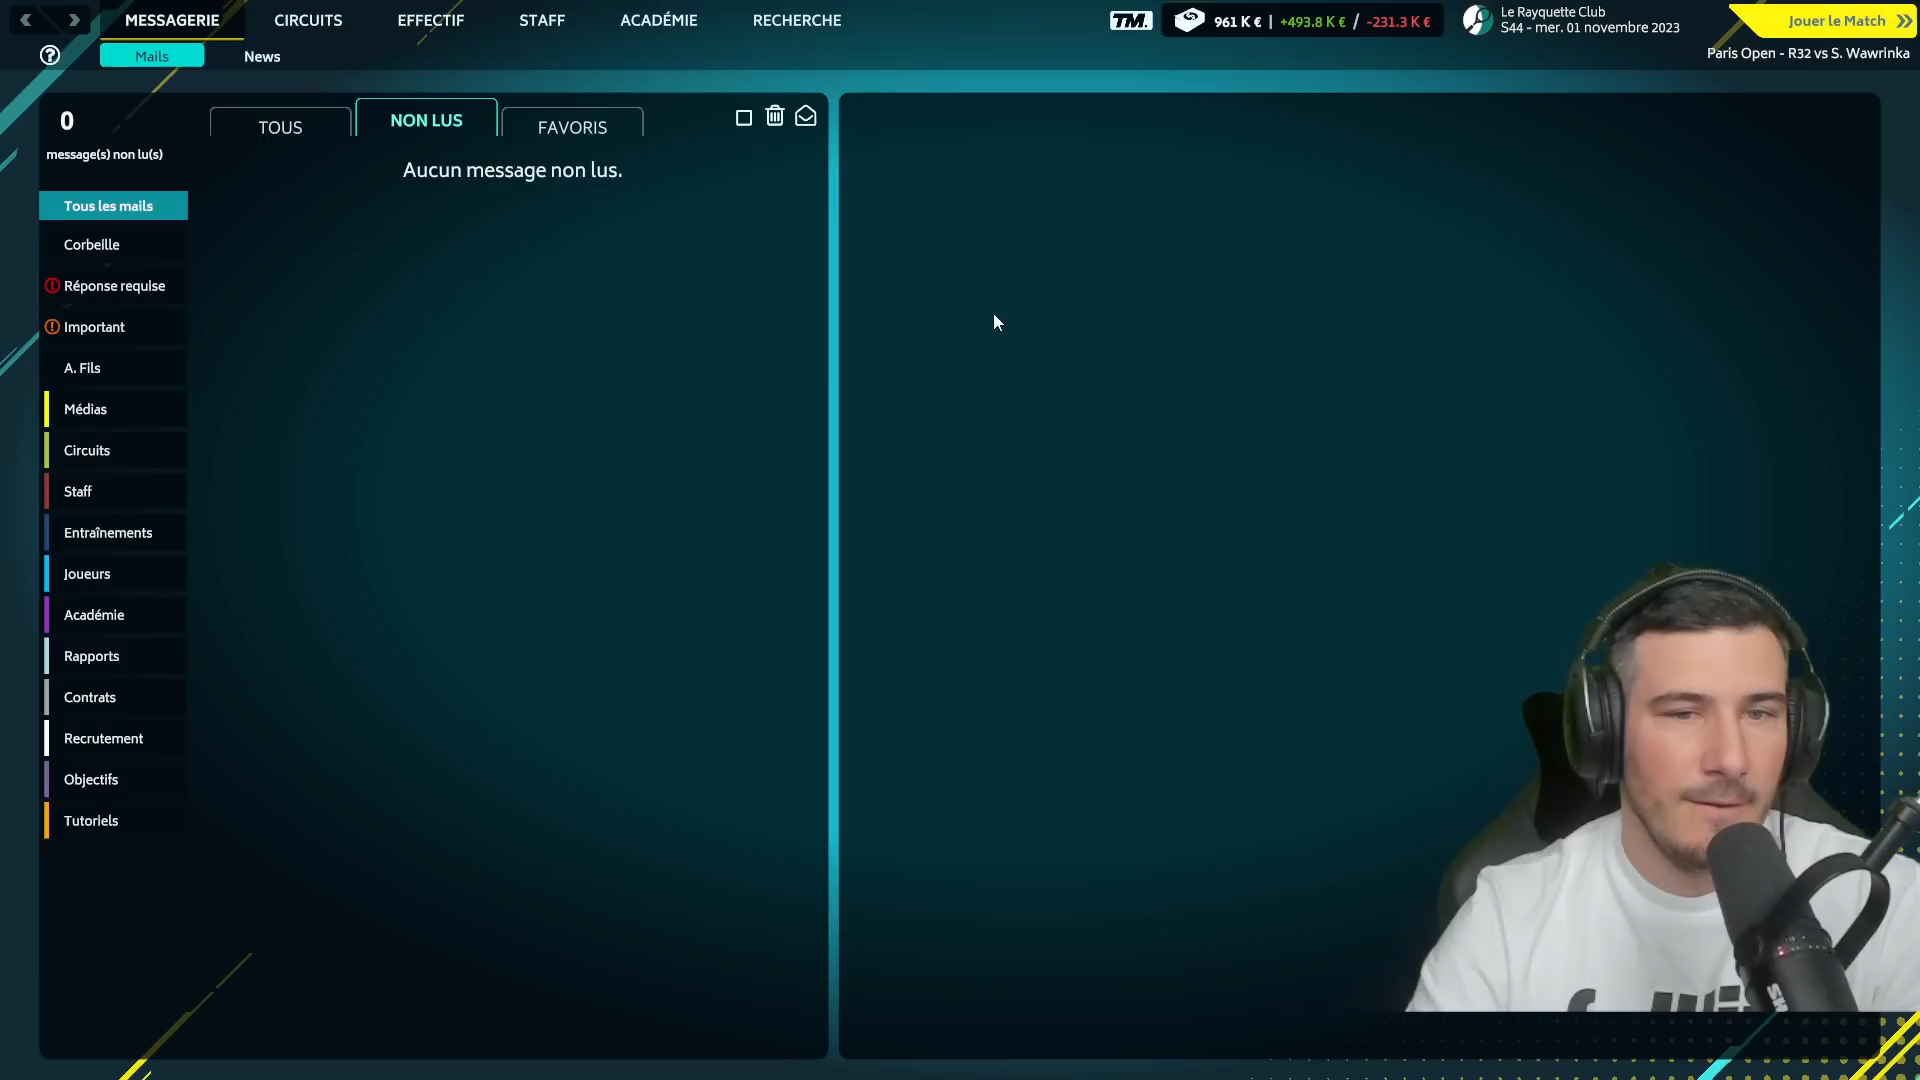 MESSAGERIE
CIRCUITS
EFFECTIF
STAFF
ACADÉMIE
RECHERCHE
TM.
961 K € | +493.8 K € / -231.3 K €
Le Rayquette Club
S44 - mer. 01 novembre 2023
Jouer le Match
Mails
News
Paris Open - R32 vs S. Wawrinka
0
message(s) non lu(s)
TOUS
NON LUS
FAVORIS
Aucun message non lus.
Tous les mails
Corbeille
Réponse requise
Important
A. Fils
Médias
Circuits
Staff
Entraînements
Joueurs
Académie
Rapports
Contrats
Recrutement
Objectifs
Tutoriels